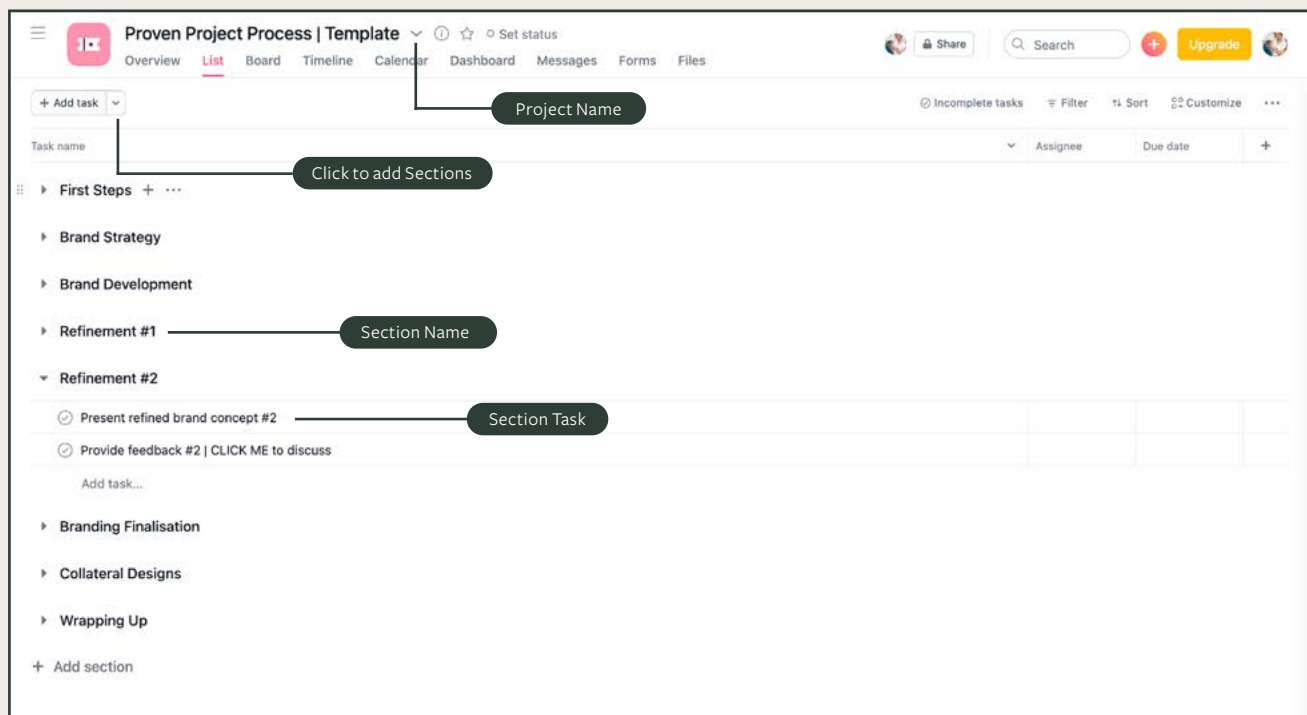 Proven Project Process | Template
Set status
Share
Search
Upgrade
Overview List Board Timeline Calendar Dashboard Messages Forms Files
+ Add task
Project Name
Incomplete tasks Filter Sort Customize
Task name Assignee Due date
Click to add Sections
First Steps
Brand Strategy
Brand Development
Refinement #1
Section Name
Refinement #2
Present refined brand concept #2
Section Task
Provide feedback #2 | CLICK ME to discuss
Add task...
Branding Finalisation
Collateral Designs
Wrapping Up
+ Add section